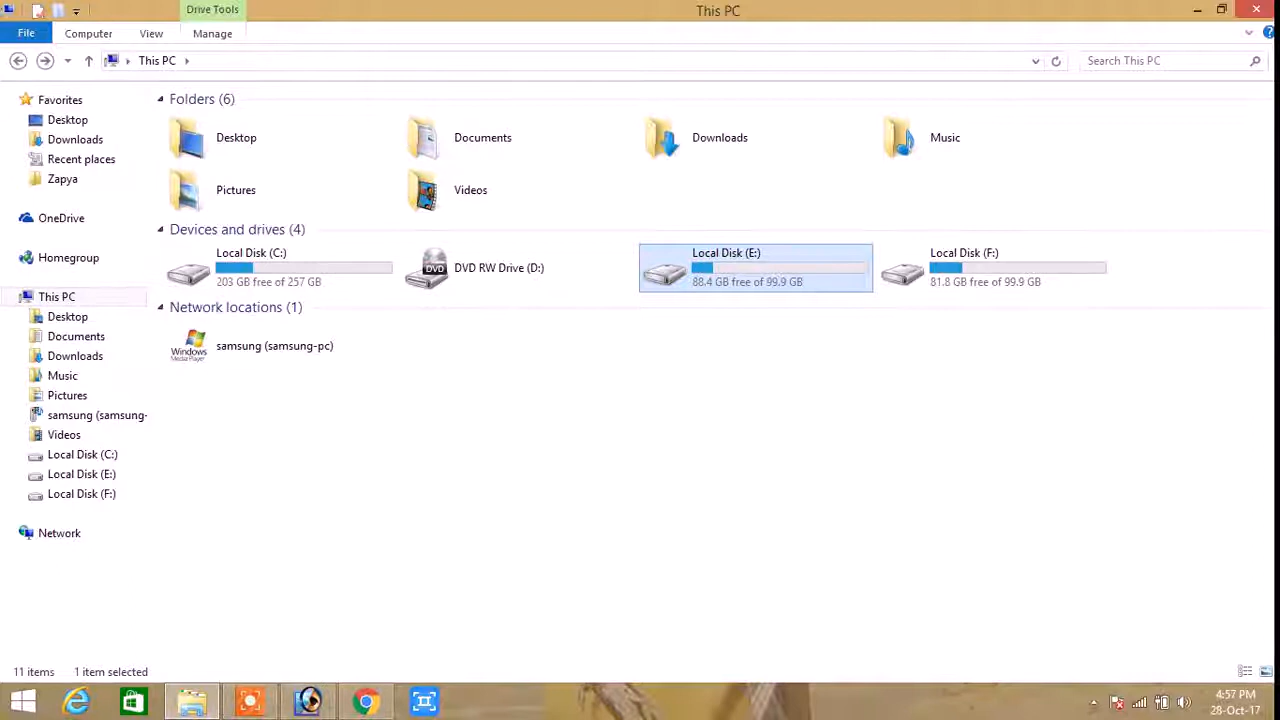 Drive Tools
This PC
File
Computer
View
Manage
This PC
Search This PC
Favorites
Desktop
Downloads
Recent places
Zapya
OneDrive
Homegroup
This PC
Desktop
Documents
Downloads
Music
Pictures
samsung (samsung-
Videos
Local Disk (C:)
Local Disk (E:)
Local Disk (F:)
Network
Folders (6)
Desktop
Documents
Downloads
Music
Pictures
Videos
Devices and drives (4)
Local Disk (C:)
203 GB free of 257 GB
DVD
DVD RW Drive (D:)
Local Disk (E:)
88.4 GB free of 99.9 GB
Local Disk (F:)
81.8 GB free of 99.9 GB
Network locations (1)
Windows
Media Player
samsung (samsung-pc)
11 items
1 item selected
4:57 PM
28-Oct-17